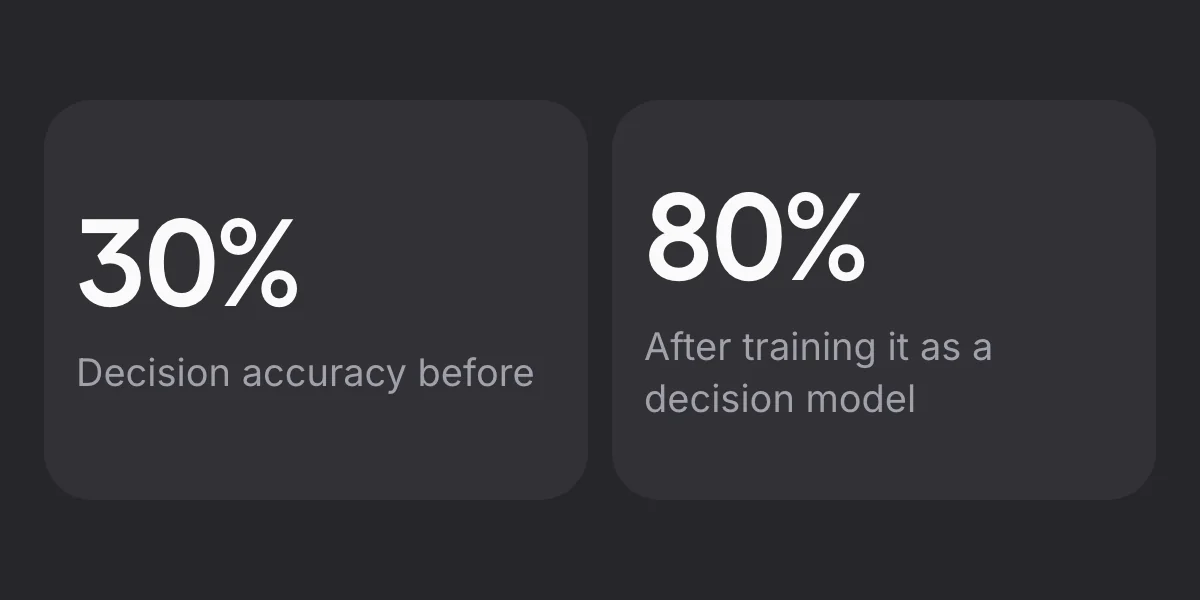 30%
Decision accuracy before
80%
After training it as a
decision model